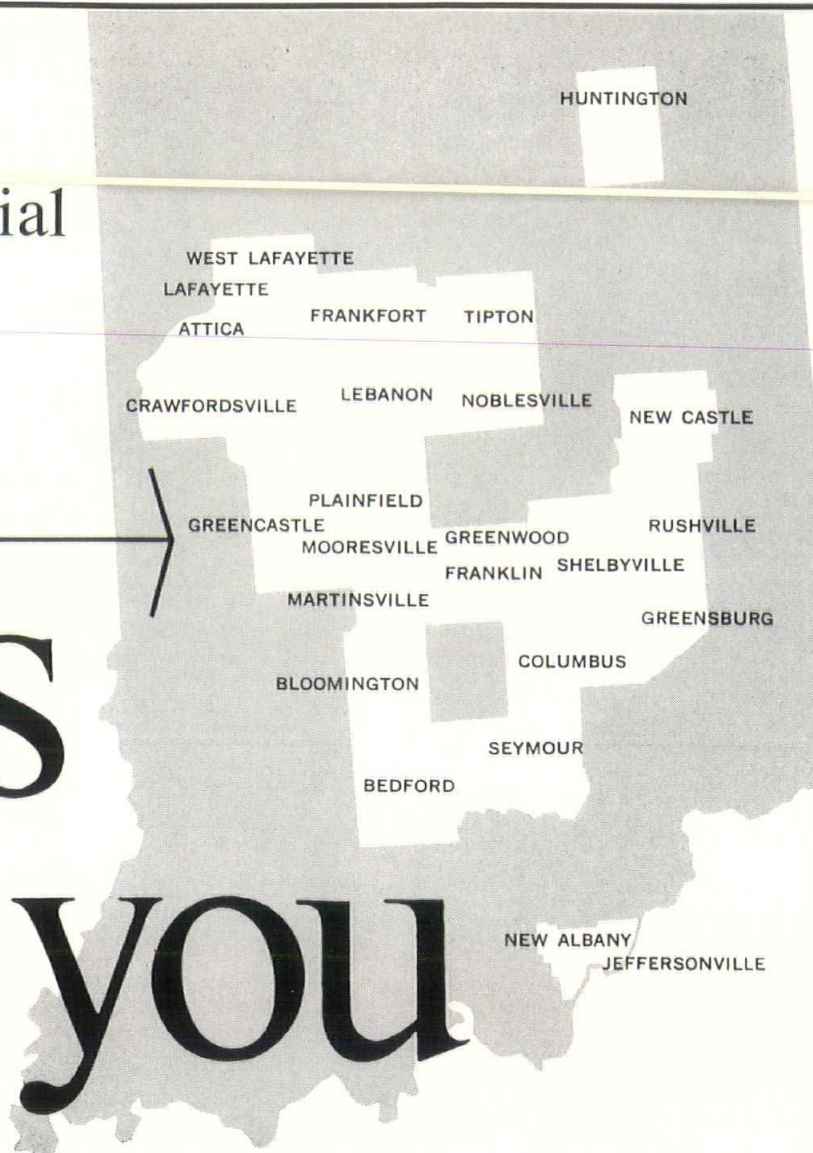 HUNTINGTON
ial
WEST LAFAYETTE
LAFAYETTE
FRANKFORT TIPTON
ATTICA
LEBANON NOBLESVILLE
CRAWFORDSVILLE
NEW CASTLE
PLAINFIELD
GREENCASTLE RUSHVILLE
MOORESVILLE GREENWOOD
FRANKLIN SHELBYVILLE
MARTINSVILLE
GREENSBURG
s
COLUMBUS
BLOOMINGTON
SEYMOUR
BEDFORD
you
NEW ALBANY
JEFFERSONVILLE